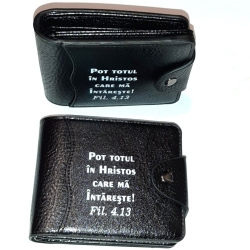 Pot totul
în Hristos
care mă
întărește!
Fil. 4.13
Pot totul
în Hristos
care mă
întărește!
Fil. 4.13